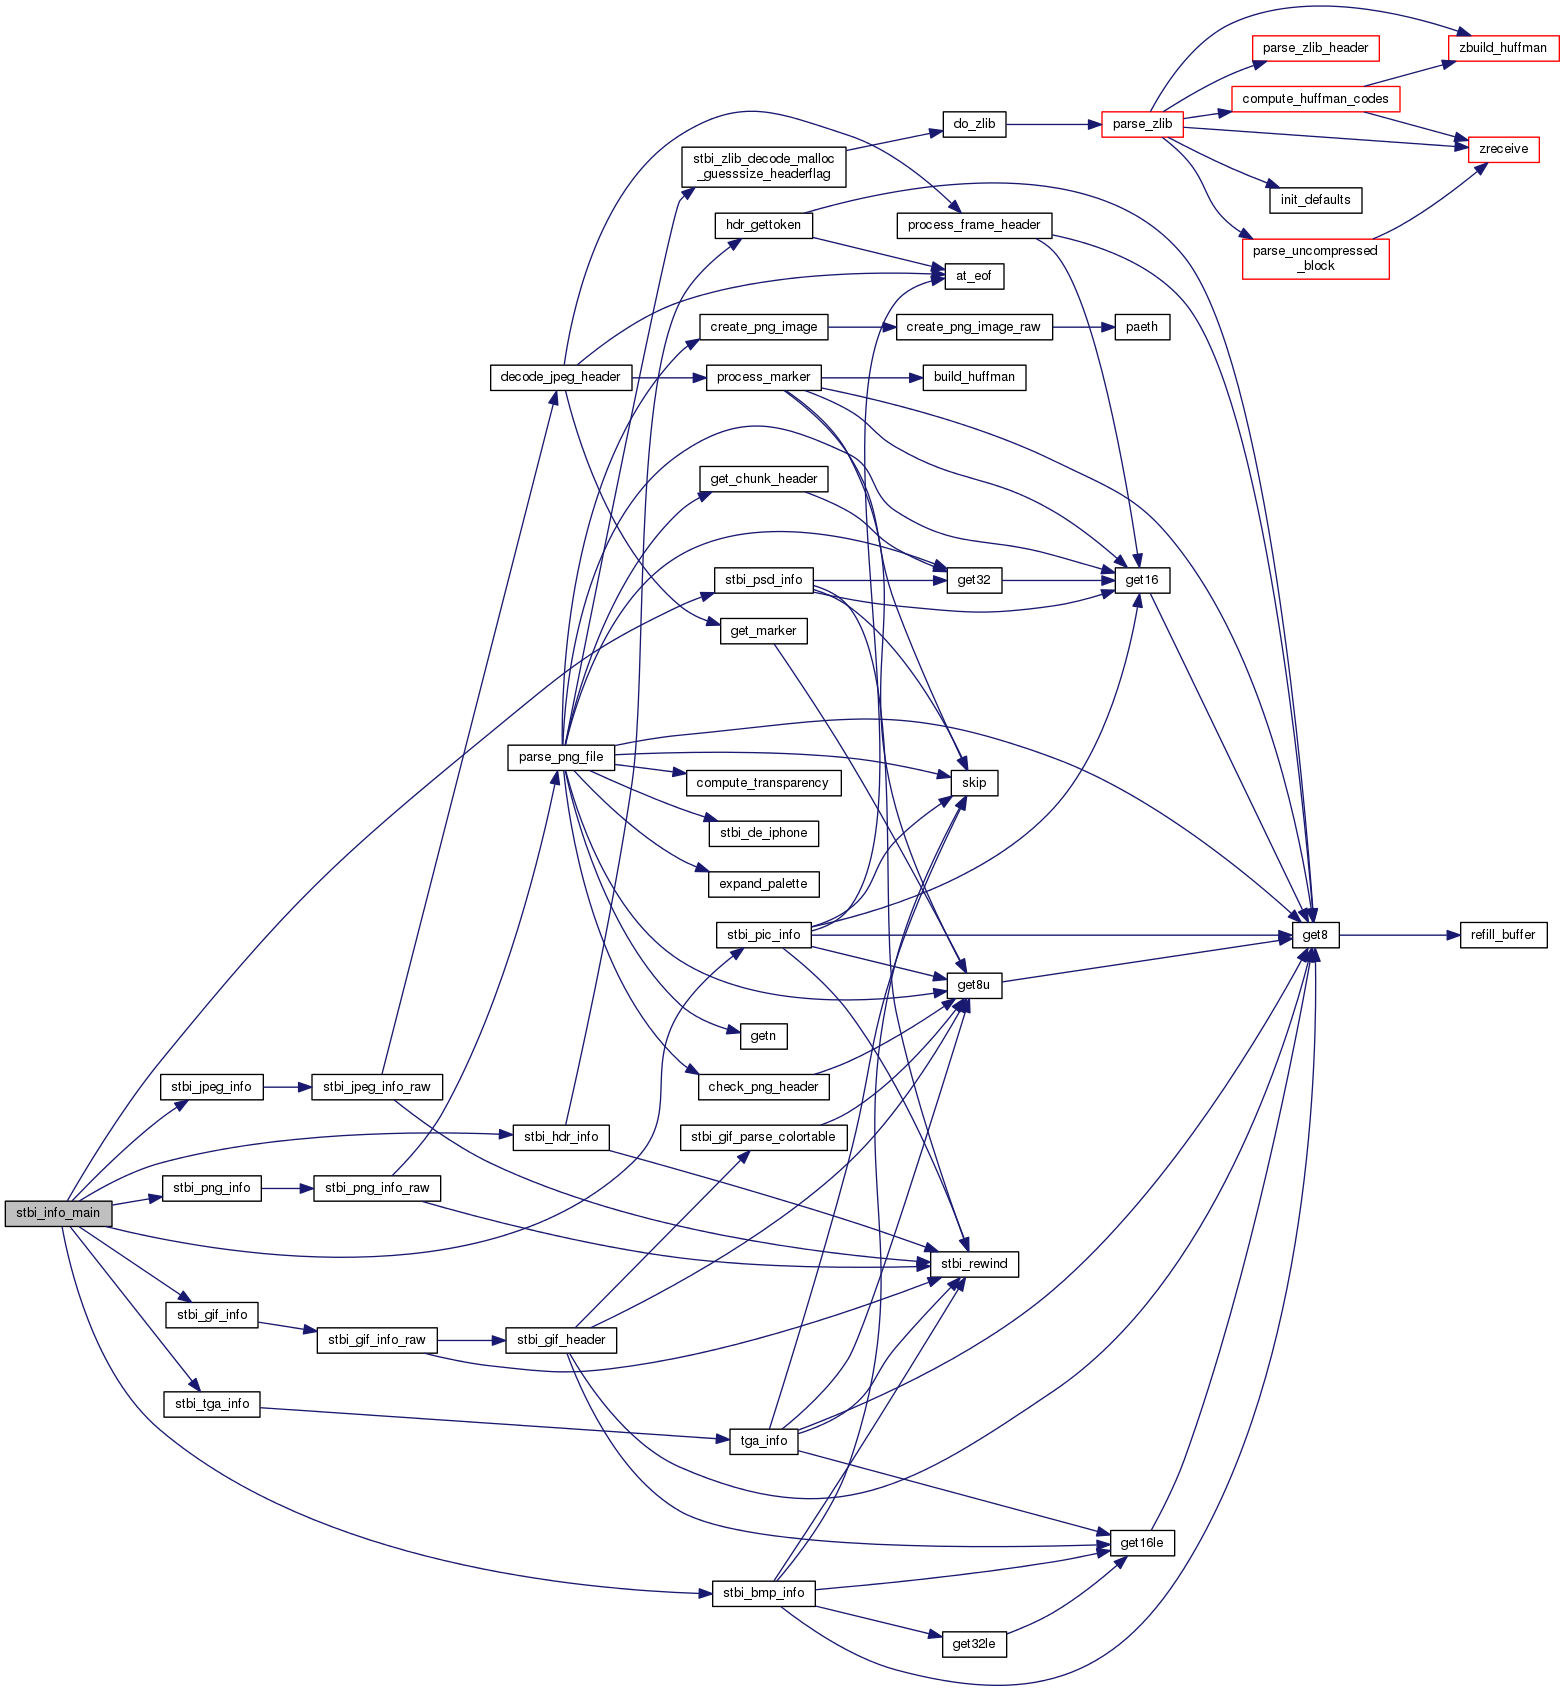 zbuild_huffman
parse_zlib_header
compute_huffman_codes
do_zlib
parse_zlib
zreceive
stbi_zlib_decode_malloc
_guesssize_headerflag
init_defaults
hdr_gettoken
process_frame_header
parse_uncompressed
_block
at_eof
create_png_image
create_png_image_raw
paeth
decode_jpeg_header
process_marker
build_huffman
get_chunk_header
stbi_psd_info
get32
get16
get_marker
parse_png_file
compute_transparency
skip
stbi_de_iphone
expand_palette
stbi_pic_info
get8
refill_buffer
get8u
getn
stbi_jpeg_info
stbi_jpeg_info_raw
check_png_header
stbi_hdr_info
stbi_gif_parse_colortable
stbi_png_info
stbi_png_info_raw
stbi_info_main
stbi_rewind
stbi_gif_info
stbi_gif_info_raw
stbi_gif_header
stbi_tga_info
tga_info
get16le
stbi_bmp_info
get32le